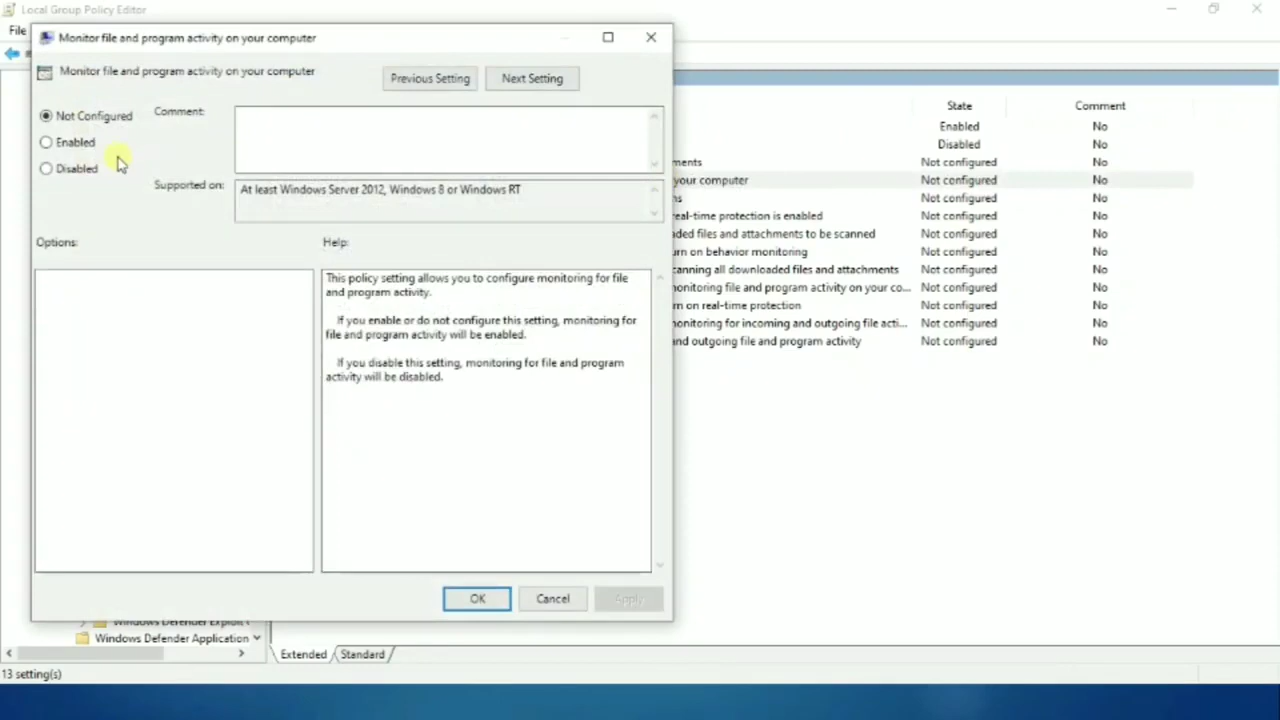 Local Group Policy Editor
File
Monitor file and program activity on your computer
Monitor file and program activity on your computer
Previous Setting
Next Setting
Not Configured
Enabled
Disabled
Comment:
Supported on:
At least Windows Server 2012, Windows 8 or Windows RT
Options:
Help:
This policy setting allows you to configure monitoring for file
and program activity.
If you enable or do not configure this setting, monitoring for
file and program activity will be enabled.
If you disable this setting, monitoring for file and program
activity will be disabled.
OK
Cancel
Apply
State
Comment
Enabled
No
Disabled
No
ments
Not configured
No
your computer
Not configured
No
ns
Not configured
No
eal-time protection is enabled
Not configured
No
aded files and attachments to be scanned
Not configured
No
urn on behavior monitoring
Not configured
No
canning all downloaded files and attachments
Not configured
No
onitoring file and program activity on your co...
Not configured
No
rn on real-time protection
Not configured
No
nonitoring for incoming and outgoing file acti...
Not configured
No
and outgoing file and program activity
Not configured
No
Windows Defender Exploit
Windows Defender Application
Extended
Standard
13 setting(s)